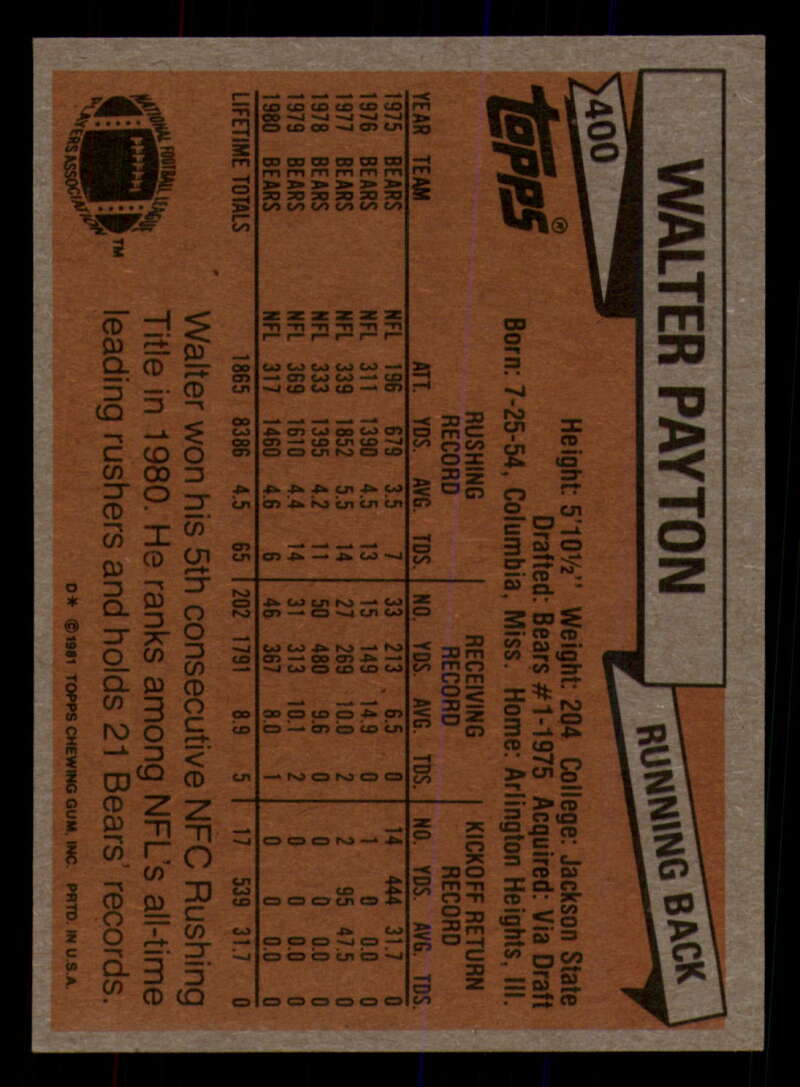 400
WALTER PAYTON
RUNNING BACK
TOPPS®
Height: 5'10½" Weight: 204 College: Jackson State
Drafted: Bears #1-1975 Acquired: Via Draft
Born: 7-25-54, Columbia, Miss. Home: Arlington Heights, Ill.
RUSHING RECORD RECEIVING RECORD KICKOFF RETURN RECORD
YEAR TEAM ATT. YDS. AVG. TDS. NO. YDS. AVG. TDS. NO. YDS. AVG. TDS.
1975 BEARS NFL 196 679 3.5 7 33 213 6.5 0 14 444 31.7 0
1976 BEARS NFL 311 1390 4.5 13 15 149 14.9 0 1 0 0.0 0
1977 BEARS NFL 339 1852 5.5 14 27 269 10.0 2 2 95 47.5 0
1978 BEARS NFL 333 1395 4.2 11 50 480 9.6 0 0 0 0.0 0
1979 BEARS NFL 369 1610 4.4 14 31 313 10.1 2 0 0 0.0 0
1980 BEARS NFL 317 1460 4.6 6 46 367 8.0 1 0 0 0.0 0
LIFETIME TOTALS 1865 8386 4.5 65 202 1791 8.9 5 17 539 31.7 0
NATIONAL FOOTBALL LEAGUE
PLAYERS ASSOCIATION
TM
Walter won his 5th consecutive NFC Rushing
Title in 1980. He ranks among NFL's all-time
leading rushers and holds 21 Bears' records.
D* ©1981 TOPPS CHEWING GUM, INC. PRTD. IN U.S.A.